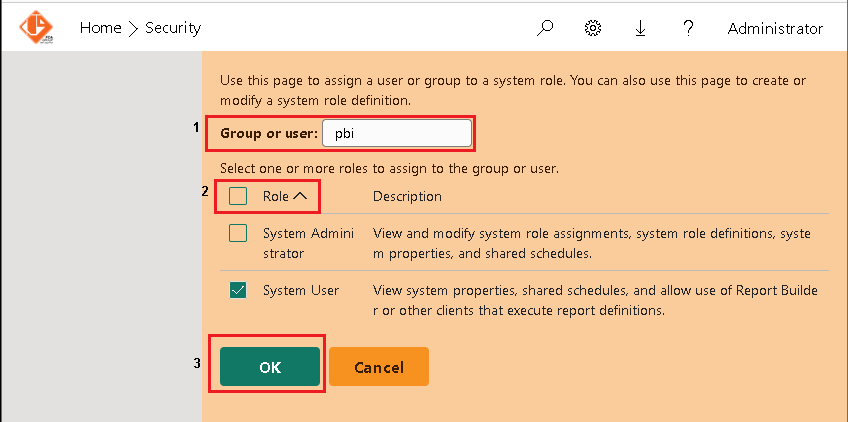 Home > Security
? Administrator
Use this page to assign a user or group to a system role. You can also use this page to create or
modify a system role definition.
1 Group or user: pbi
Select one or more roles to assign to the group or user.
2 Role Description
System Admini View and modify system role assignments, system role definitions, syste
strator m properties, and shared schedules.
System User View system properties, shared schedules, and allow use of Report Builde
r or other clients that execute report definitions.
3 OK Cancel